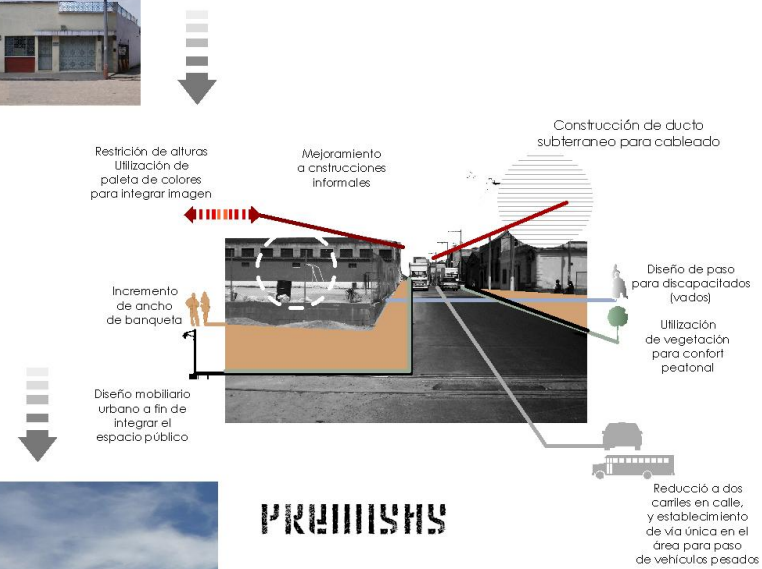 Construcción de ducto
subterraneo para cableado
Restrición de alturas
Utilización de
paleta de colores
para integrar imagen
Mejoramiento
a cnstrucciones
informales
Diseño de paso
para discapacitados
(vados)
Incremento
de ancho
de banqueta
Utilización
de vegetación
para confort
peatonal
Diseño mobiliario
urbano a fin de
integrar el
espacio público
Reducció a dos
carriles en calle,
y establecimiento
de via única en el
área para paso
de vehículos pesados
PREMISAS